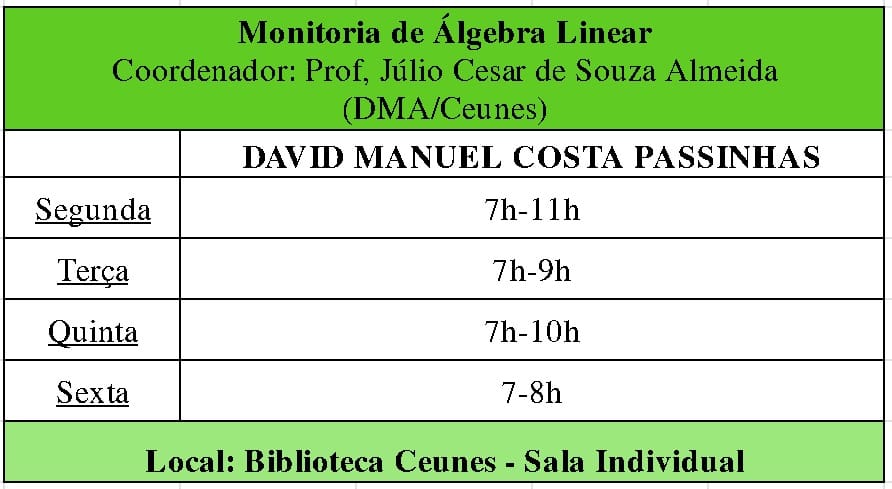 Monitoria de Álgebra Linear
Coordenador: Prof, Júlio Cesar de Souza Almeida
(DMA/Ceunes)
DAVID MANUEL COSTA PASSINHAS
Segunda 7h-11h
Terça 7h-9h
Quinta 7h-10h
Sexta 7-8h
Local: Biblioteca Ceunes - Sala Individual